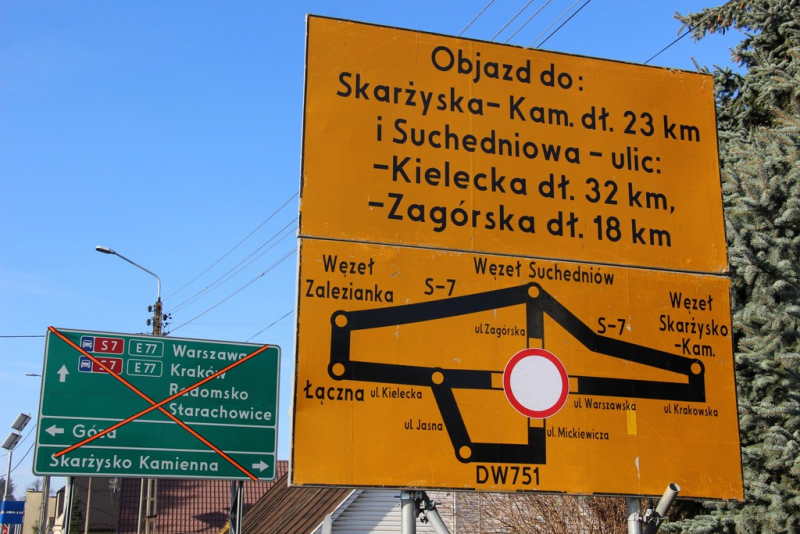 Objazd do:
Skarżyska-Kam. dł. 23 km
i Suchedniowa - ulic:
-Kielecka dł. 32 km,
-Zagórska dł. 18 km
Węzeł
Zalezianka
S-7
Węzeł Suchedniów
S-7
Węzeł
Skarżysko
-Kam.
ul Zagórska
Łączna
ul. Kielecka
ul. Jasna
ul. Warszawska
ul. Krakowska
ul. Mickiewicza
DW751
S7 E77 Warszawa
S7 E77 Kraków
Radomsko
Starachowice
Góza
Skarżysko Kamienna